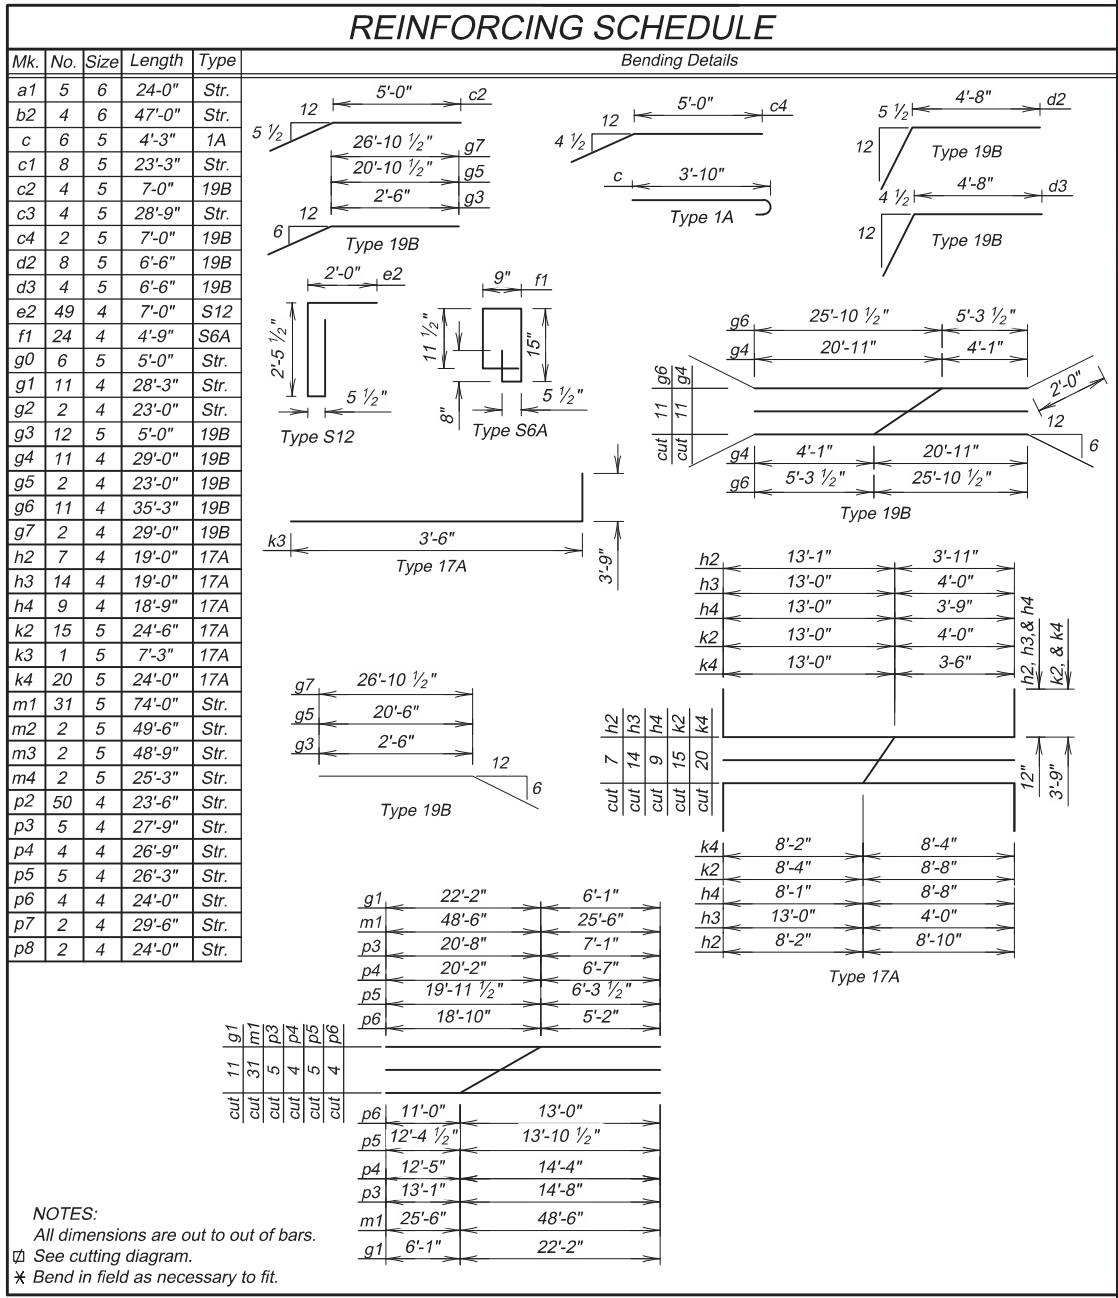 REINFORCING SCHEDULE
Mk. No. Size Length Type Bending Details
a1 5 6 24'-0" Str.
b2 4 6 47'-0" Str.
c 6 5 4'-3" 1A
c1 8 5 23'-3" Str.
c2 4 5 7-0" 19B
c3 4 5 28'-9" Str.
c4 2 5 7'-0" 19B
d2 8 5 6'-6" 19B
d3 4 5 6'-6" 19B
e2 49 4 7'-0" S12
f1 24 4 4'-9" S6A
g0 6 5 5'-0" Str.
g1 11 4 28'-3" Str.
g2 2 4 23'-0" Str.
g3 12 5 5'-0" 19B
g4 11 4 29'-0" 19B
g5 2 4 23'-0" 19B
g6 11 4 35'-3" 19B
g7 2 4 29'-0" 19B
h2 7 4 19'-0" 17A
h3 14 4 19'-0" 17A
h4 9 4 18'-9" 17A
k2 15 5 24'-6" 17A
k3 1 5 7'-3" 17A
k4 20 5 24'-0" 17A
m1 31 5 74'-0" Str.
m2 2 5 49'-6" Str.
m3 2 5 48'-9" Str.
m4 2 5 25'-3" Str.
p2 50 4 23'-6" Str.
p3 5 4 27'-9" Str.
p4 4 4 26'-9" Str.
p5 5 4 26'-3" Str.
p6 4 4 24'-0" Str.
p7 2 4 29'-6" Str.
p8 2 4 24'-0" Str.
5'-0" c2
12
5 ½
26'-10 ½" g7
20'-10 ½" g5
2'-6" g3
12
6
Type 19B
5'-0" c4
12
4 ½
c 3'-10"
Type 1A
4'-8" d2
5 ½
12
Type 19B
4'-8" d3
4 ½
12
Type 19B
2'-0" e2
2'-5 ½"
5 ½"
Type S12
9" f1
11 ½"
15"
8"
5 ½"
Type S6A
g6 25'-10 ½" 5'-3 ½"
g4 20'-11" 4'-1"
cut 11 g6
cut 11 g4
2'-0"
12
6
g4 4'-1" 20'-11"
g6 5'-3 ½" 25'-10 ½"
Type 19B
k3 3'-6"
3'-9"
Type 17A
h2 13'-1" 3'-11"
h3 13'-0" 4'-0"
h4 13'-0" 3'-9"
k2 13'-0" 4'-0"
k4 13'-0" 3-6"
h2, h3,& h4
k2, & k4
cut 7 h2
cut 14 h3
cut 9 h4
cut 15 k2
cut 20 k4
12"
3'-9"
k4 8'-2" 8'-4"
k2 8'-4" 8'-8"
h4 8'-1" 8'-8"
h3 13'-0" 4'-0"
h2 8'-2" 8'-10"
Type 17A
g7 26'-10 ½"
g5 20'-6"
g3 2'-6"
12
6
Type 19B
g1 22'-2" 6'-1"
m1 48'-6" 25'-6"
p3 20'-8" 7'-1"
p4 20'-2" 6'-7"
p5 19'-11 ½" 6'-3 ½"
p6 18'-10" 5'-2"
cut 11 g1
cut 31 m1
cut 5 p3
cut 4 p4
cut 5 p5
cut 4 p6
p6 11'-0" 13'-0"
p5 12'-4 ½" 13'-10 ½"
p4 12'-5" 14'-4"
p3 13'-1" 14'-8"
m1 25'-6" 48'-6"
g1 6'-1" 22'-2"
NOTES:
All dimensions are out to out of bars.
See cutting diagram.
Bend in field as necessary to fit.